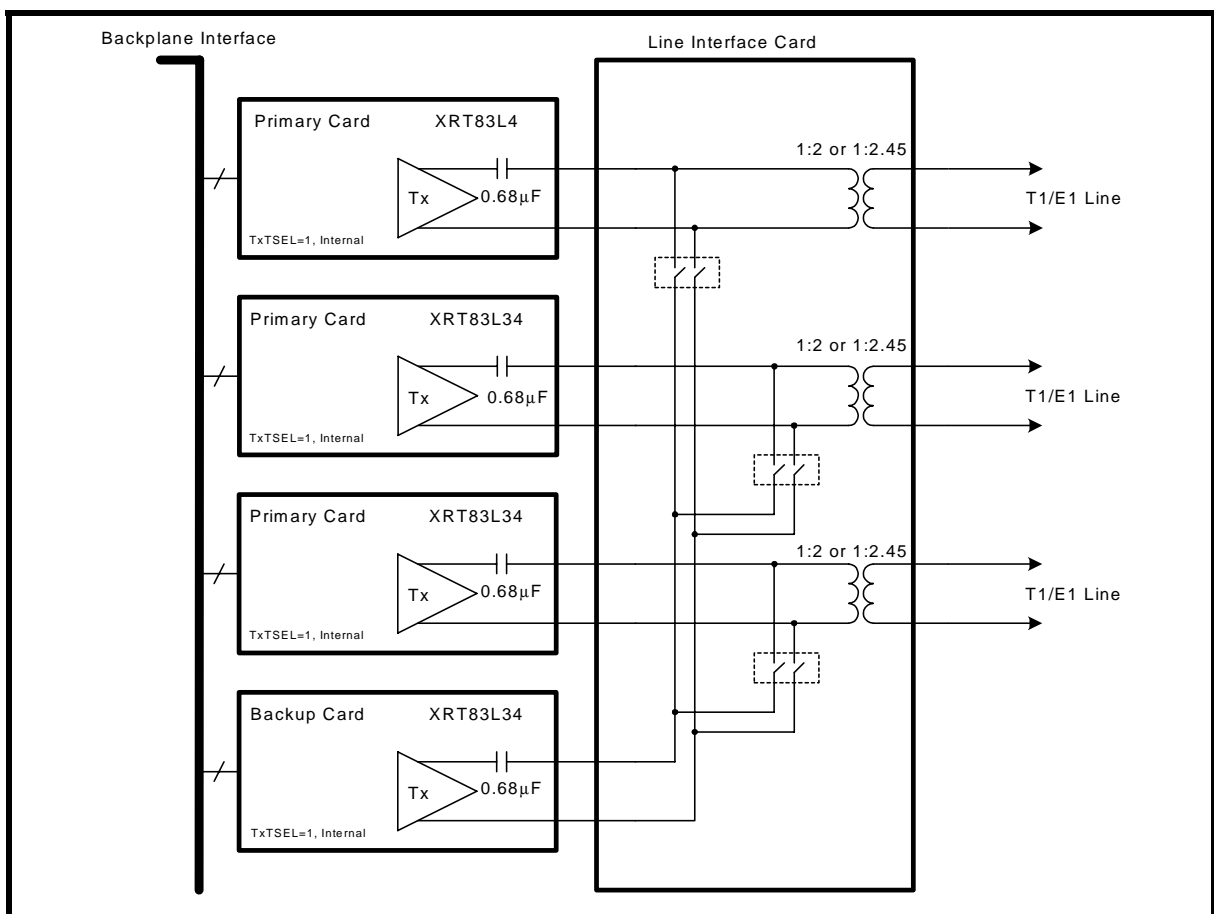 Backplane Interface
Line Interface Card
Primary Card XRT83L4
Tx
0.68μF
TxTSEL=1, Internal
1:2 or 1:2.45
T1/E1 Line
Primary Card XRT83L34
Tx
0.68μF
TxTSEL=1, Internal
1:2 or 1:2.45
T1/E1 Line
Primary Card XRT83L34
Tx
0.68μF
TxTSEL=1, Internal
1:2 or 1:2.45
T1/E1 Line
Backup Card XRT83L34
Tx
0.68μF
TxTSEL=1, Internal